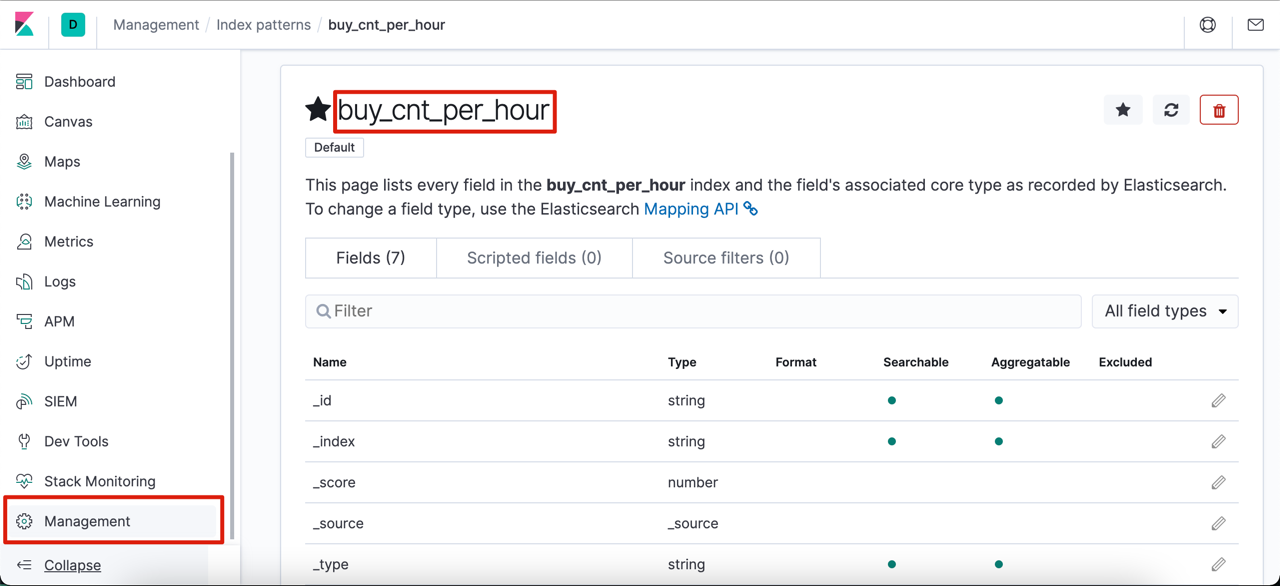 D
Management / Index patterns / buy_cnt_per_hour
Dashboard
Canvas
Maps
Machine Learning
Metrics
Logs
APM
Uptime
SIEM
Dev Tools
Stack Monitoring
Management
Collapse
buy_cnt_per_hour
Default
This page lists every field in the buy_cnt_per_hour index and the field's associated core type as recorded by Elasticsearch.
To change a field type, use the Elasticsearch Mapping API
Fields (7) Scripted fields (0) Source filters (0)
Filter All field types
Name Type Format Searchable Aggregatable Excluded
_id string
_index string
_score number
_source _source
_type string